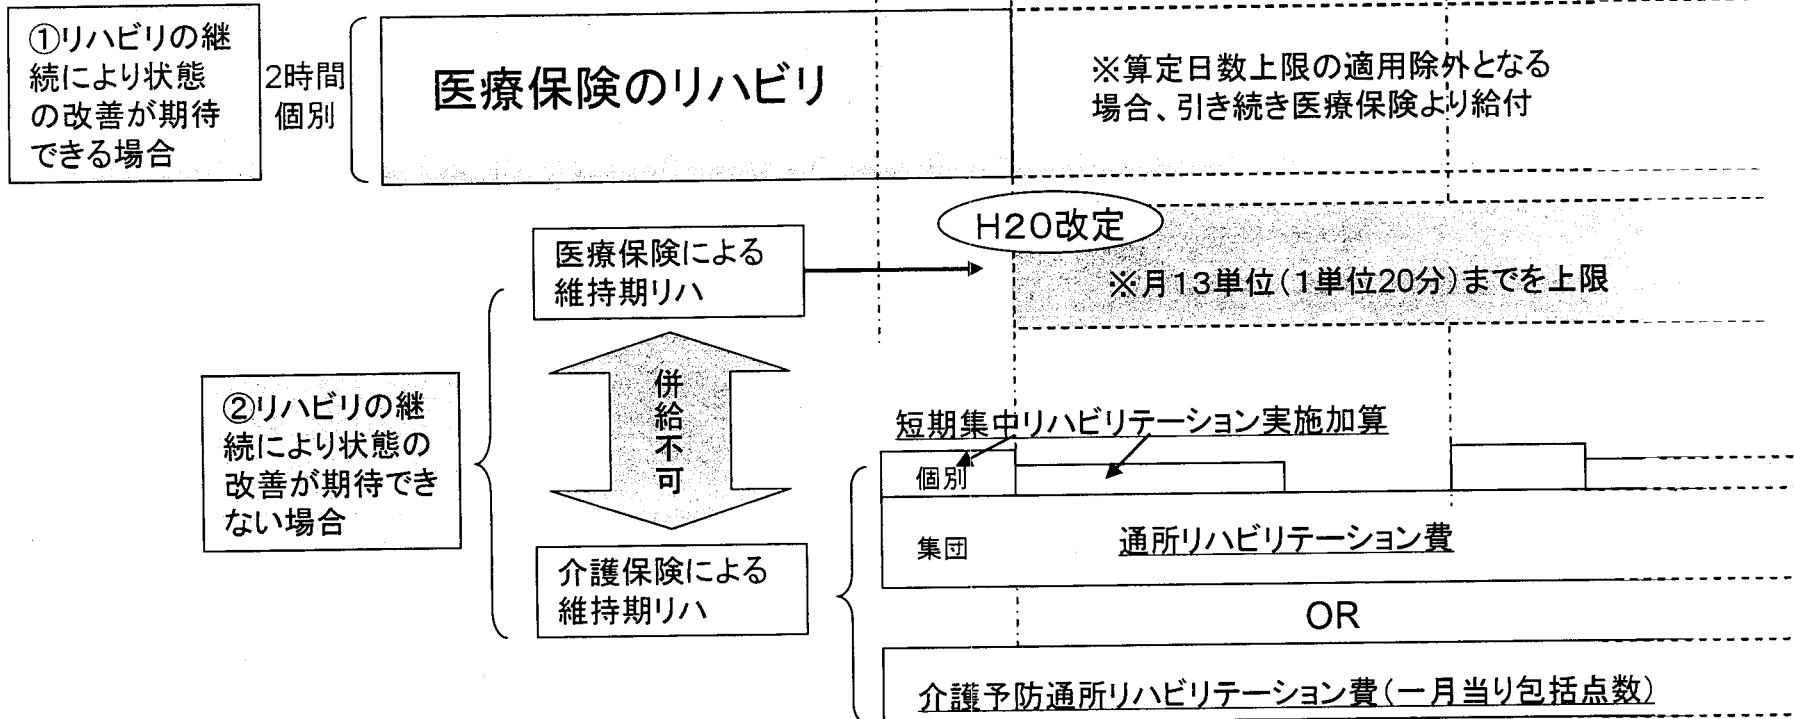 ①リハビリの継
続により状態
の改善が期待
できる場合
2時間
個別
医療保険のリハビリ
※算定日数上限の適用除外となる
場合、引き続き医療保険より給付
H20改定
医療保険による
維持期リハ
※月13単位(1単位20分)までを上限
併給不可
②リハビリの継
続により状態の
改善が期待でき
ない場合
短期集中リハビリテーション実施加算
個別
集団
通所リハビリテーション費
介護保険による
維持期リハ
OR
介護予防通所リハビリテーション費(一月当り包括点数)